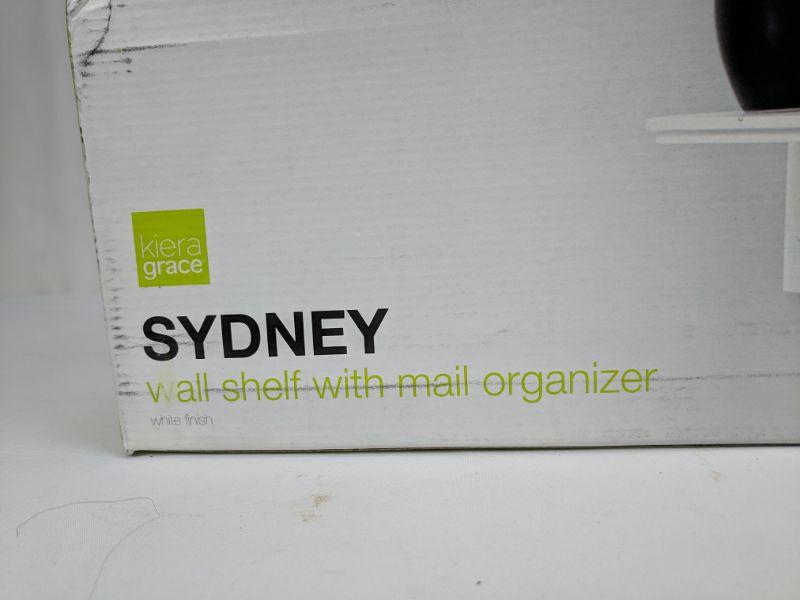 kiera
grace
SYDNEY
wall shelf with mail organizer
white finish